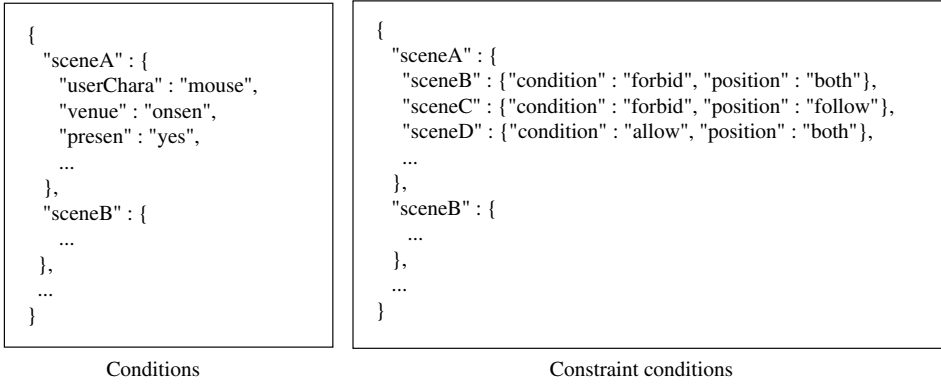 {
"sceneA" : {
"userChara" : "mouse",
"venue" : "onsen",
"presen" : "yes",
...
},
"sceneB" : {
...
},
...
}
Conditions
{
"sceneA" : {
"sceneB" : {"condition" : "forbid", "position" : "both"},
"sceneC" : {"condition" : "forbid", "position" : "follow"},
"sceneD" : {"condition" : "allow", "position" : "both"},
...
},
"sceneB" : {
...
},
...
}
Constraint conditions